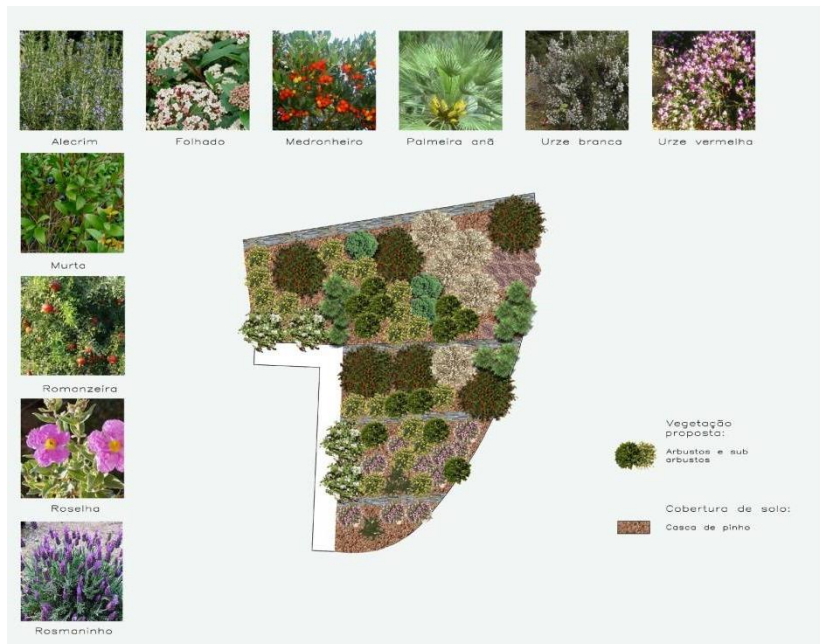 Alecrim
Folhado
Medronheiro
Palmeira anã
Urze branca
Urze vermelha
Murta
Romanzeira
Roselha
Rosmaninho
Vegetação
proposta:
Arbustos e sub
arbustos
Cobertura de solo:
Casca de pinho